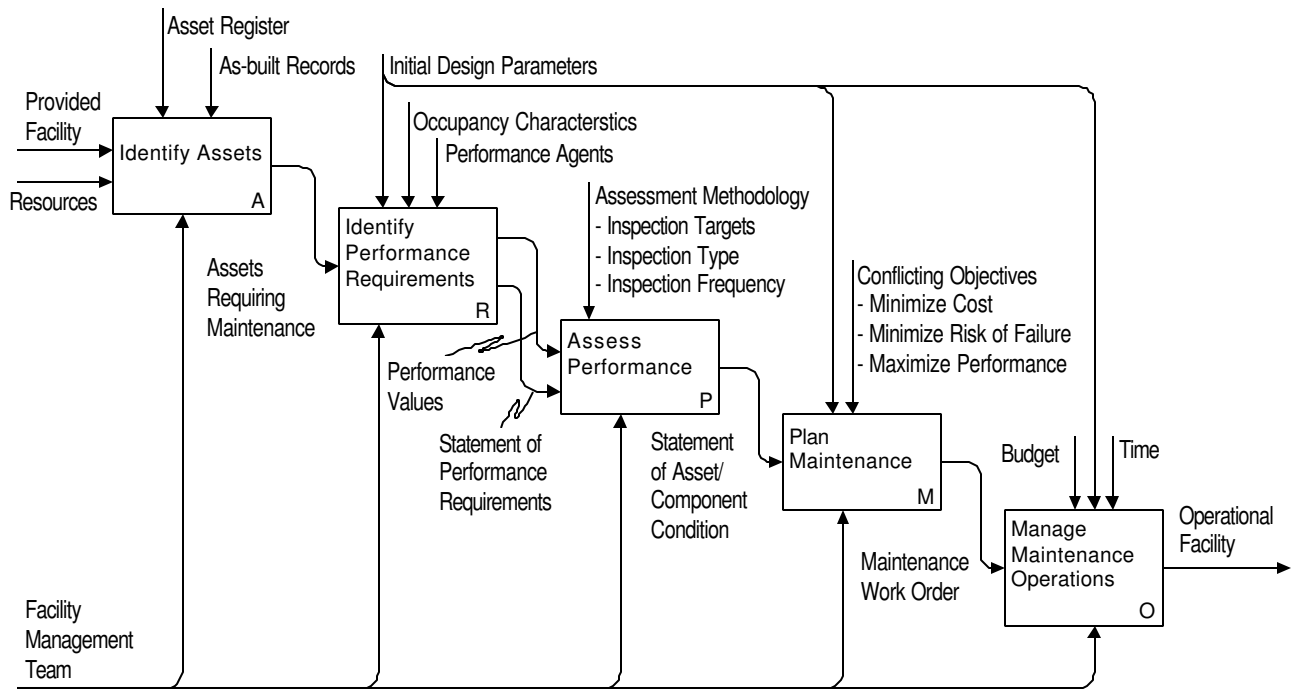 Asset Register
As-built Records
Initial Design Parameters
Provided
Facility
Occupancy Characterstics
Identify Assets
Performance Agents
Resources
A
Assessment Methodology
- Inspection Targets
- Inspection Type
- Inspection Frequency
Identify
Performance
Requirements
R
Assets
Requiring
Maintenance
Conflicting Objectives
- Minimize Cost
- Minimize Risk of Failure
- Maximize Performance
Assess
Performance
P
Performance
Values
Statement of
Performance
Requirements
Statement
of Asset/
Component
Condition
Plan
Maintenance
M
Budget
Time
Manage
Maintenance
Operations
O
Operational
Facility
Maintenance
Work Order
Facility
Management
Team